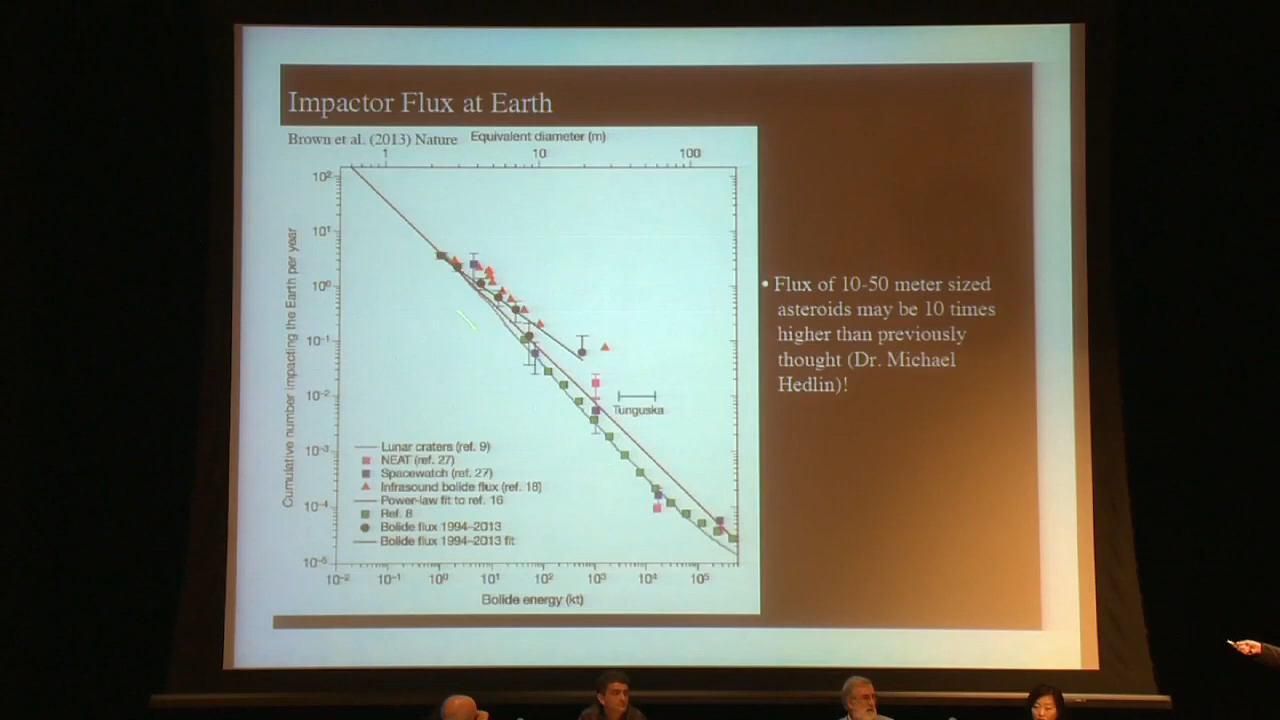 Impactor Flux at Earth
Brown et al. (2013) Nature
Equivalent diameter (m)
1 10 100
Cumulative number impacting the Earth per year
10²
10¹
10⁰
10⁻¹
10⁻²
10⁻³
10⁻⁴
10⁻⁵
Tunguska
Lunar craters (ref. 9)
NEAT (ref. 27)
Spacewatch (ref. 27)
Infrasound bolide flux (ref. 18)
Power-law fit to ref. 16
Ref. 8
Bolide flux 1994–2013
Bolide flux 1994–2013 fit
10⁻² 10⁻¹ 10⁰ 10¹ 10² 10³ 10⁴ 10⁵
Bolide energy (kt)
• Flux of 10-50 meter sized
asteroids may be 10 times
higher than previously
thought (Dr. Michael
Hedlin)!